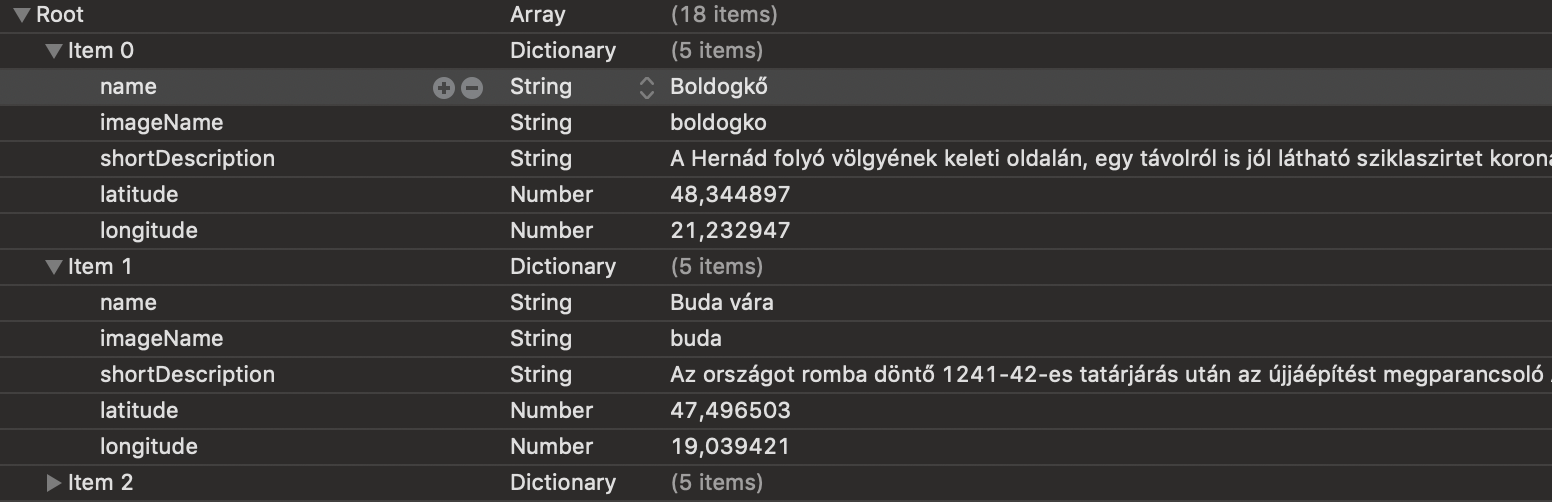 Root Array (18 items)
Item 0 Dictionary (5 items)
name String Boldogkő
imageName String boldogko
shortDescription String A Hernád folyó völgyének keleti oldalán, egy távolról is jól látható sziklaszirtet
latitude Number 48,344897
longitude Number 21,232947
Item 1 Dictionary (5 items)
name String Buda vára
imageName String buda
shortDescription String Az országot romba döntő 1241-42-es tatárjárás után az újjáépítést megparancsoló
latitude Number 47,496503
longitude Number 19,039421
Item 2 Dictionary (5 items)